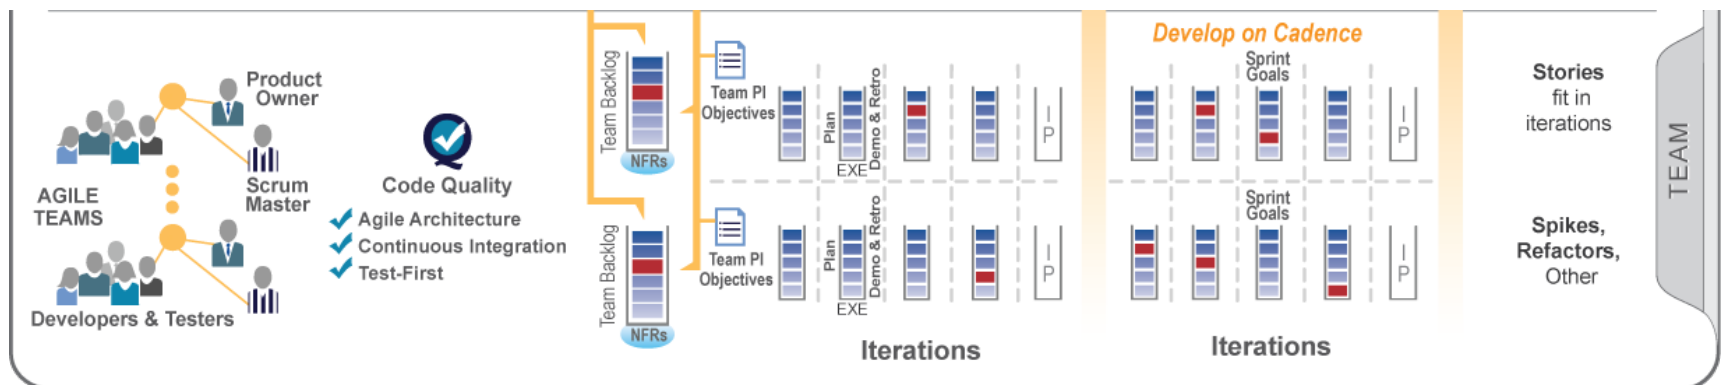 Product
Owner
AGILE
TEAMS
Scrum
Master
Developers & Testers
Code Quality
Agile Architecture
Continuous Integration
Test-First
Team Backlog
NFRs
Team Backlog
NFRs
Team PI
Objectives
Plan
EXE
Demo & Retro
I
P
Team PI
Objectives
Plan
EXE
Demo & Retro
I
P
Iterations
Develop on Cadence
Sprint
Goals
I
P
Sprint
Goals
I
P
Iterations
Stories
fit in
iterations
Spikes,
Refactors,
Other
TEAM